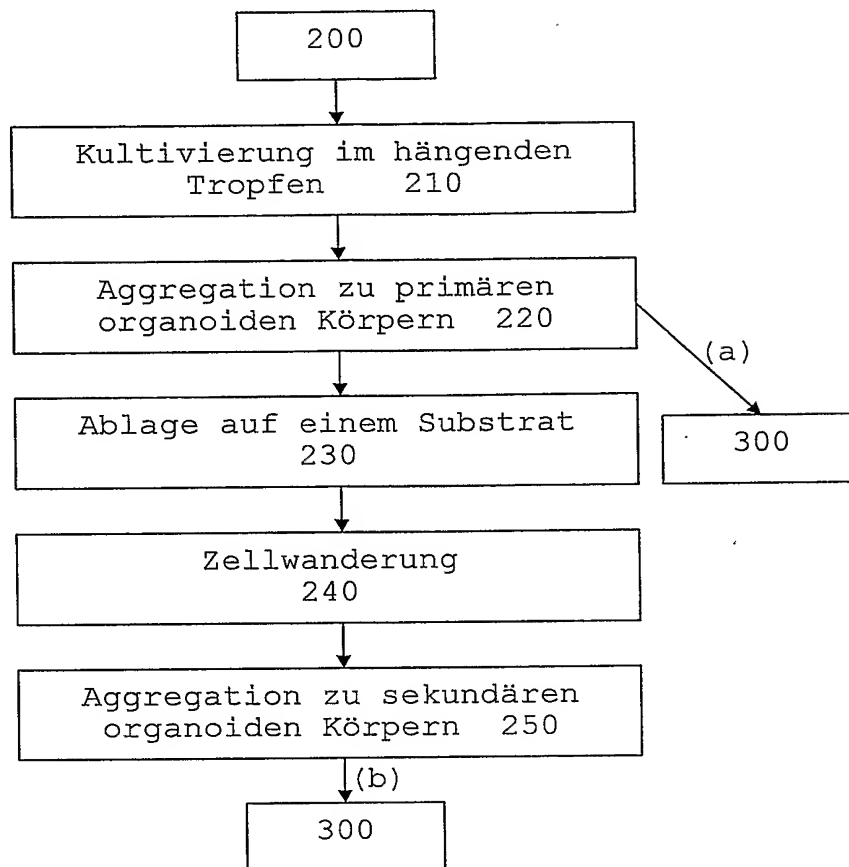 200
Kultivierung im hängenden
Tropfen 210
Aggregation zu primären
organoiden Körpern 220
(a)
Ablage auf einem Substrat
230
300
Zellwanderung
240
Aggregation zu sekundären
organoiden Körpern 250
(b)
300